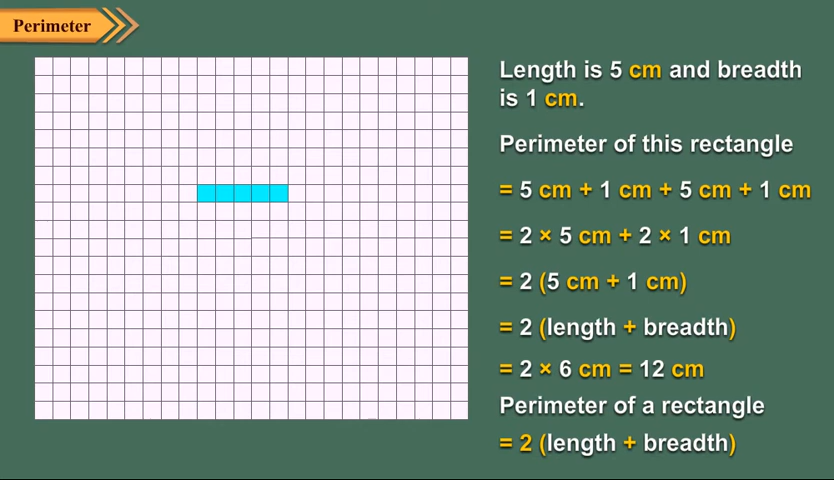 Perimeter
Length is 5 cm and breadth
is 1 cm.
Perimeter of this rectangle
= 5 cm + 1 cm + 5 cm + 1 cm
= 2 × 5 cm + 2 × 1 cm
= 2 (5 cm + 1 cm)
= 2 (length + breadth)
= 2 × 6 cm = 12 cm
Perimeter of a rectangle
= 2 (length + breadth)